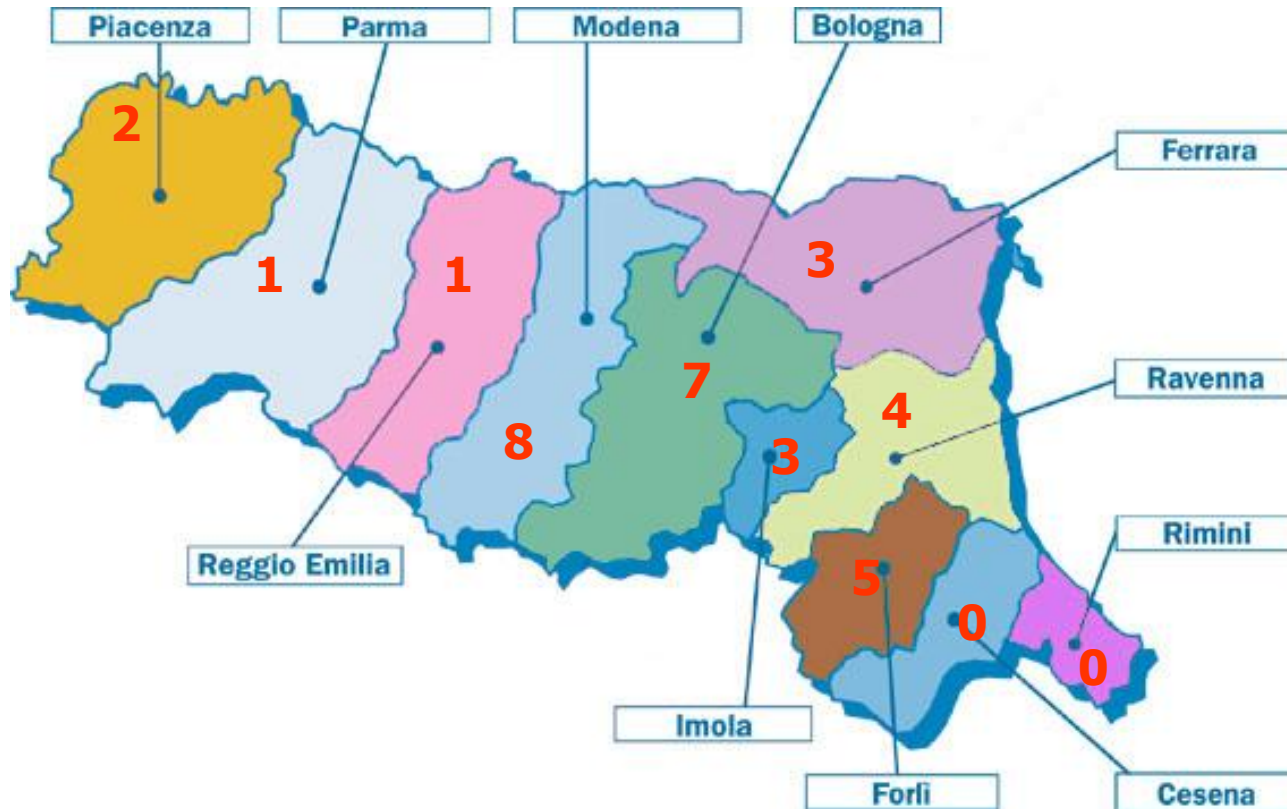 Piacenza
Parma
Modena
Bologna
2
Ferrara
3
1
1
7
Ravenna
4
8
3
Rimini
Reggio Emilia
5
0
0
Imola
Forlì
Cesena